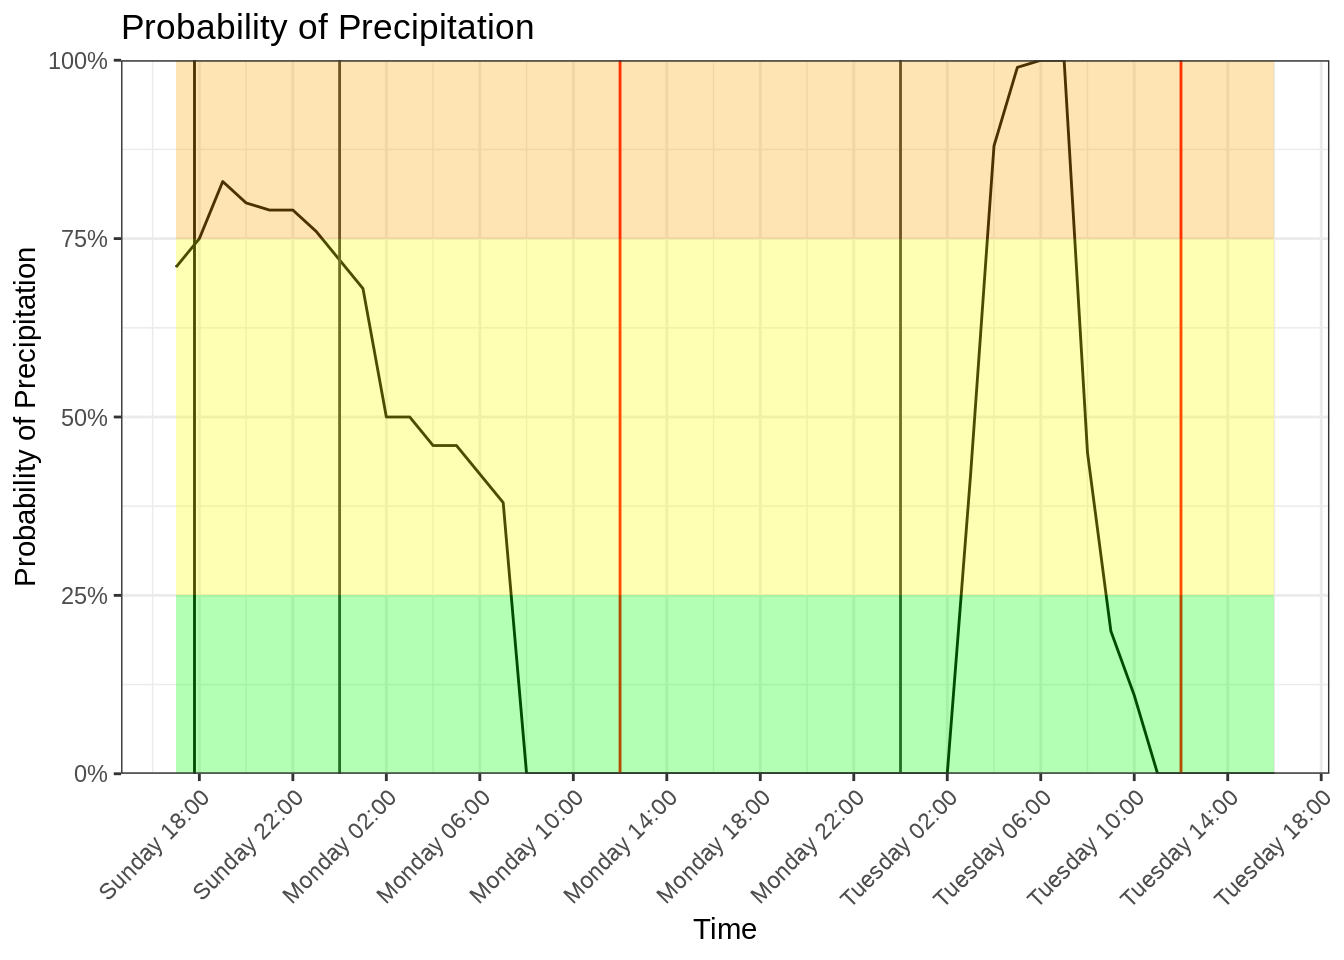 Probability of Precipitation
Probability of Precipitation
100%
75%
50%
25%
0%
Sunday 18:00
Sunday 22:00
Monday 02:00
Monday 06:00
Monday 10:00
Monday 14:00
Monday 18:00
Monday 22:00
Tuesday 02:00
Tuesday 06:00
Tuesday 10:00
Tuesday 14:00
Tuesday 18:00
Time